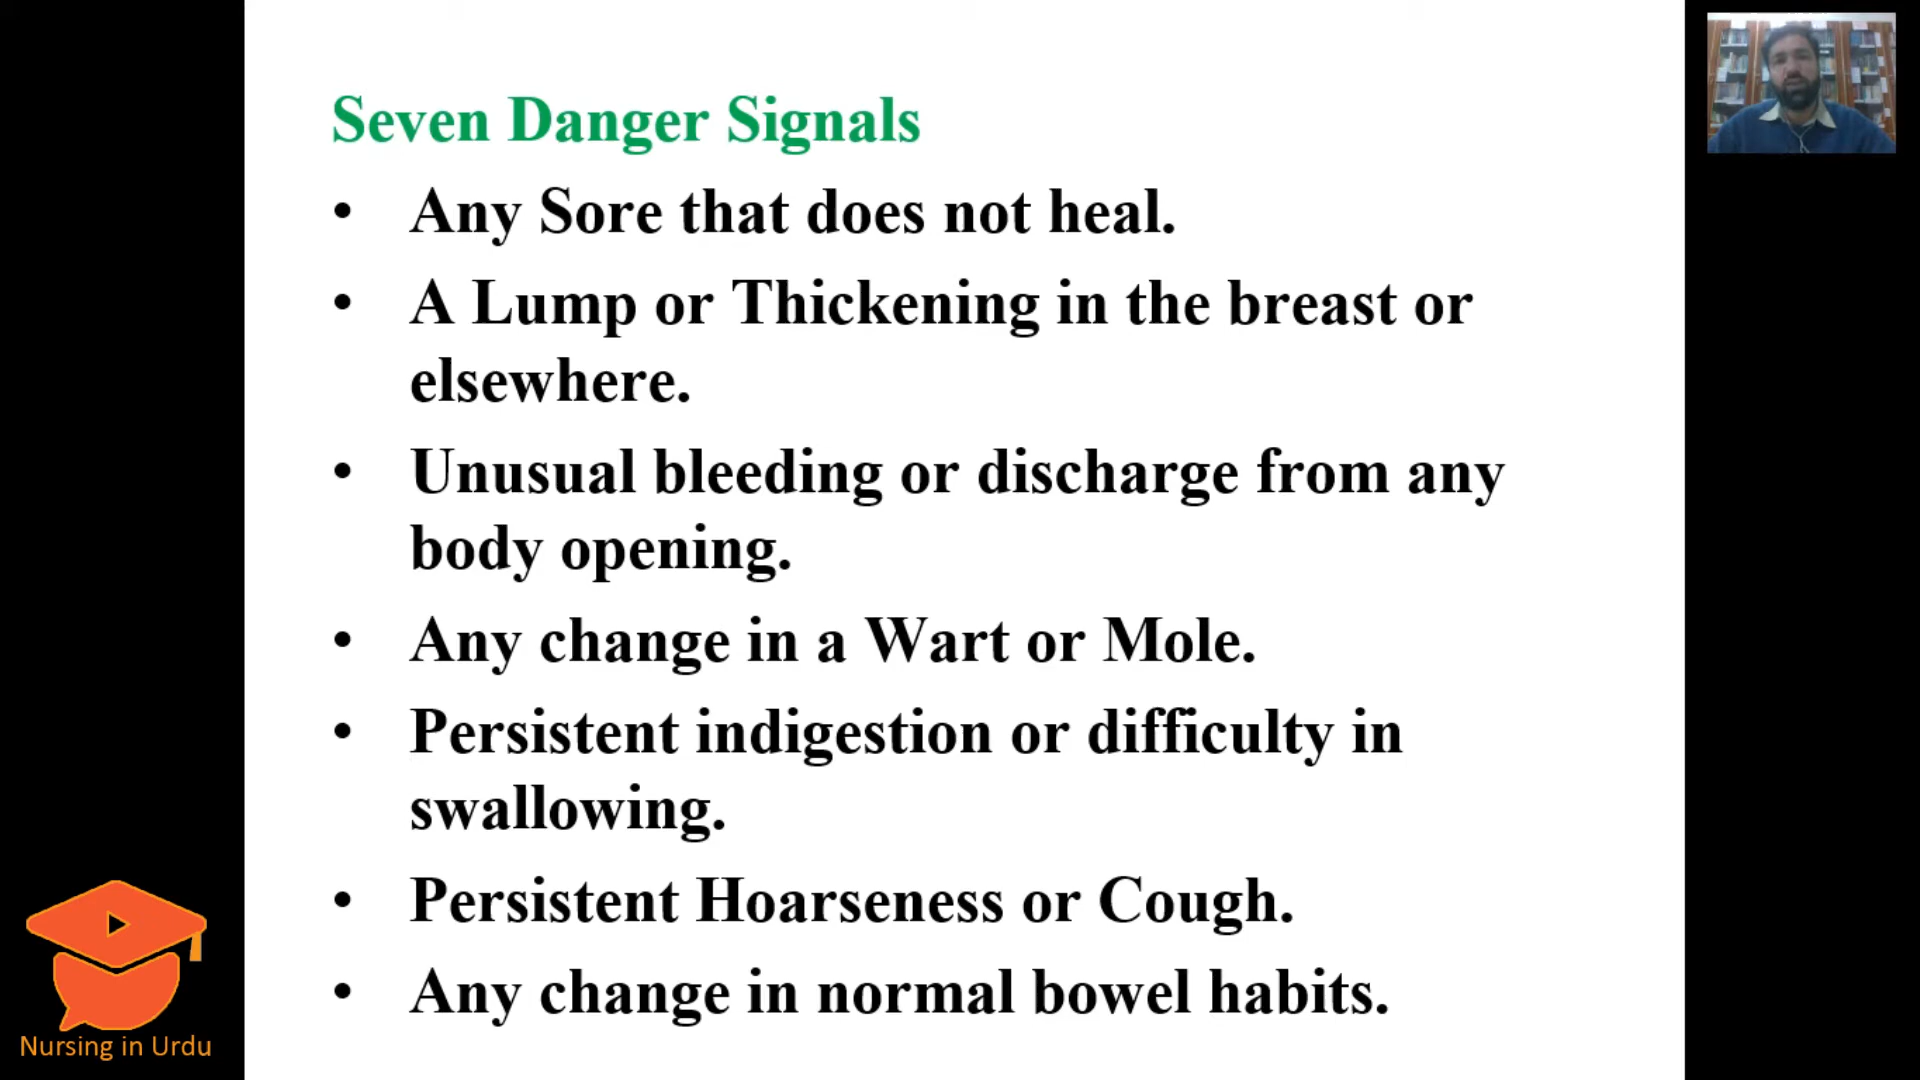 Seven Danger Signals
• Any Sore that does not heal.
• A Lump or Thickening in the breast or
elsewhere.
• Unusual bleeding or discharge from any
body opening.
• Any change in a Wart or Mole.
• Persistent indigestion or difficulty in
swallowing.
• Persistent Hoarseness or Cough.
• Any change in normal bowel habits.
Nursing in Urdu